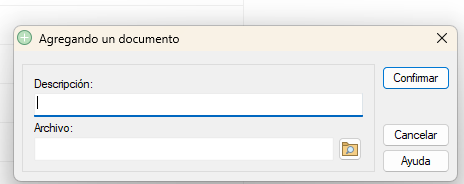 Agregando un documento
Descripción:
Confirmar
Archivo:
Cancelar
Ayuda